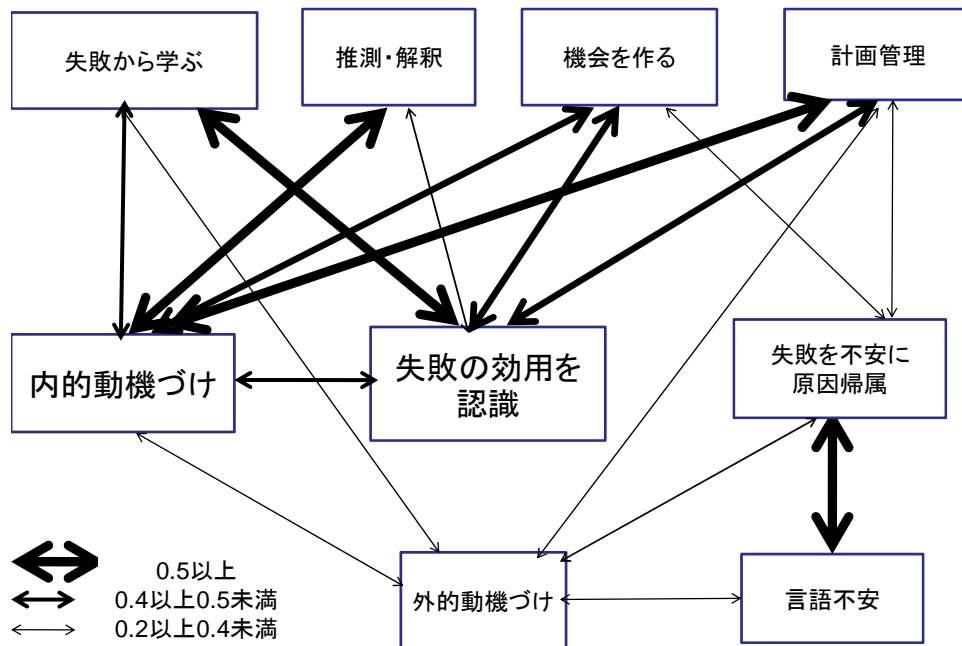 失敗から学ぶ
推測・解釈
機会を作る
計画管理
内的動機づけ
失敗の効用を
認識
失敗を不安に
原因帰属
外的動機づけ
言語不安
0.5以上
0.4以上0.5未満
0.2以上0.4未満